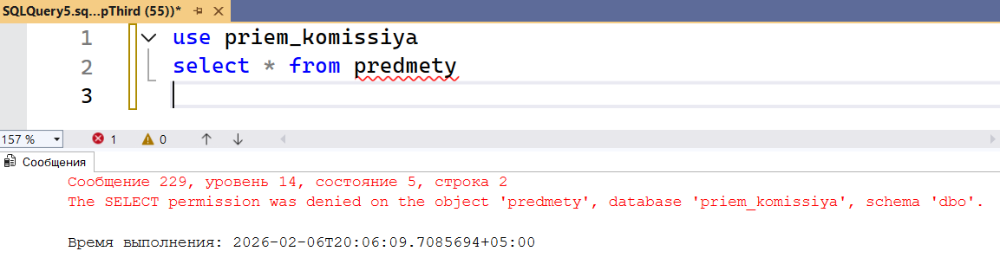 SQLQuery5.sq...pThird (55))*
1 use priem_komissiya
2 select * from predmety
3
157 % 1 0
Сообщения
Сообщение 229, уровень 14, состояние 5, строка 2
The SELECT permission was denied on the object 'predmety', database 'priem_komissiya', schema 'dbo'.
Время выполнения: 2026-02-06T20:06:09.7085694+05:00